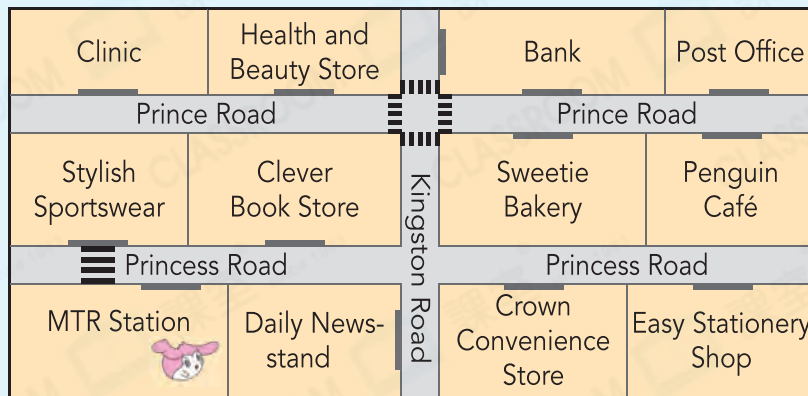 Clinic
Health and
Beauty Store
Bank
Post Office
Prince Road
Prince Road
Stylish
Sportswear
Clever
Book Store
Kingston Road
Sweetie
Bakery
Penguin
Café
Princess Road
Princess Road
MTR Station
Daily News-
stand
Crown
Convenience
Store
Easy Stationery
Shop